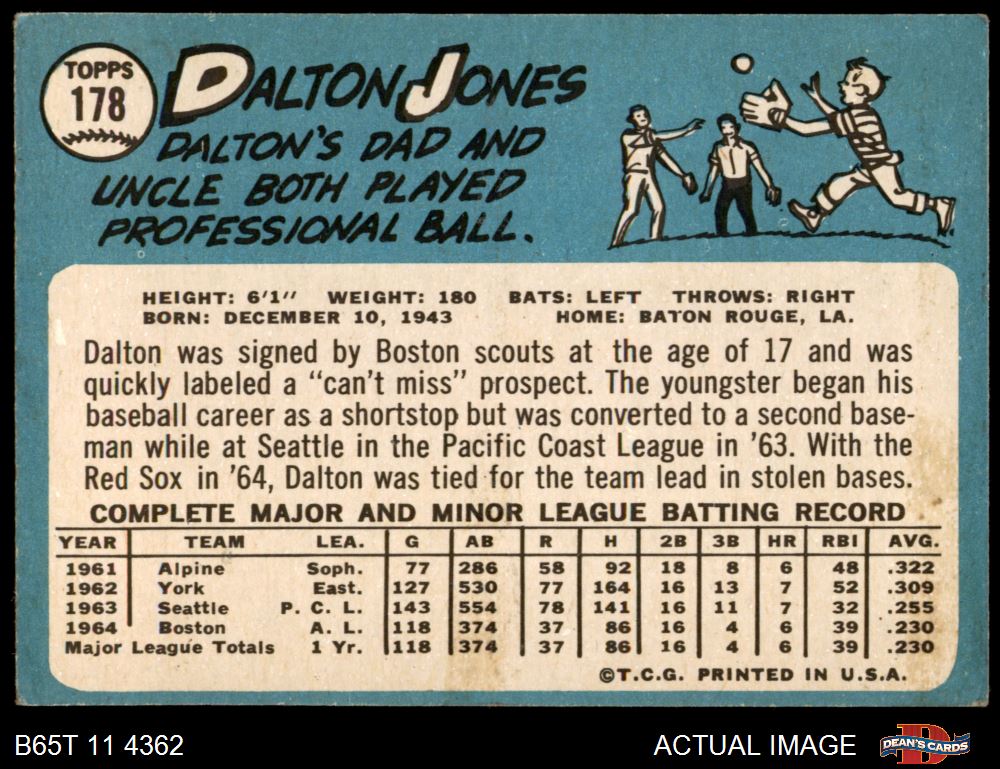 TOPPS
178
DALTON JONES
DALTON'S DAD AND
UNCLE BOTH PLAYED
PROFESSIONAL BALL.
HEIGHT: 6'1" WEIGHT: 180 BATS: LEFT THROWS: RIGHT
BORN: DECEMBER 10, 1943 HOME: BATON ROUGE, LA.
Dalton was signed by Boston scouts at the age of 17 and was
quickly labeled a "can't miss" prospect. The youngster began his
baseball career as a shortstop but was converted to a second base-
man while at Seattle in the Pacific Coast League in '63. With the
Red Sox in '64, Dalton was tied for the team lead in stolen bases.
COMPLETE MAJOR AND MINOR LEAGUE BATTING RECORD
YEAR TEAM LEA. G AB R H 2B 3B HR RBI AVG.
1961 Alpine Soph. 77 286 58 92 18 8 6 48 .322
1962 York East. 127 530 77 164 16 13 7 52 .309
1963 Seattle P. C. L. 143 554 78 141 16 11 7 32 .255
1964 Boston A. L. 118 374 37 86 16 4 6 39 .230
Major League Totals 1 Yr. 118 374 37 86 16 4 6 39 .230
©T.C.G. PRINTED IN U.S.A.
B65T 11 4362 ACTUAL IMAGE D DEAN'S CARDS